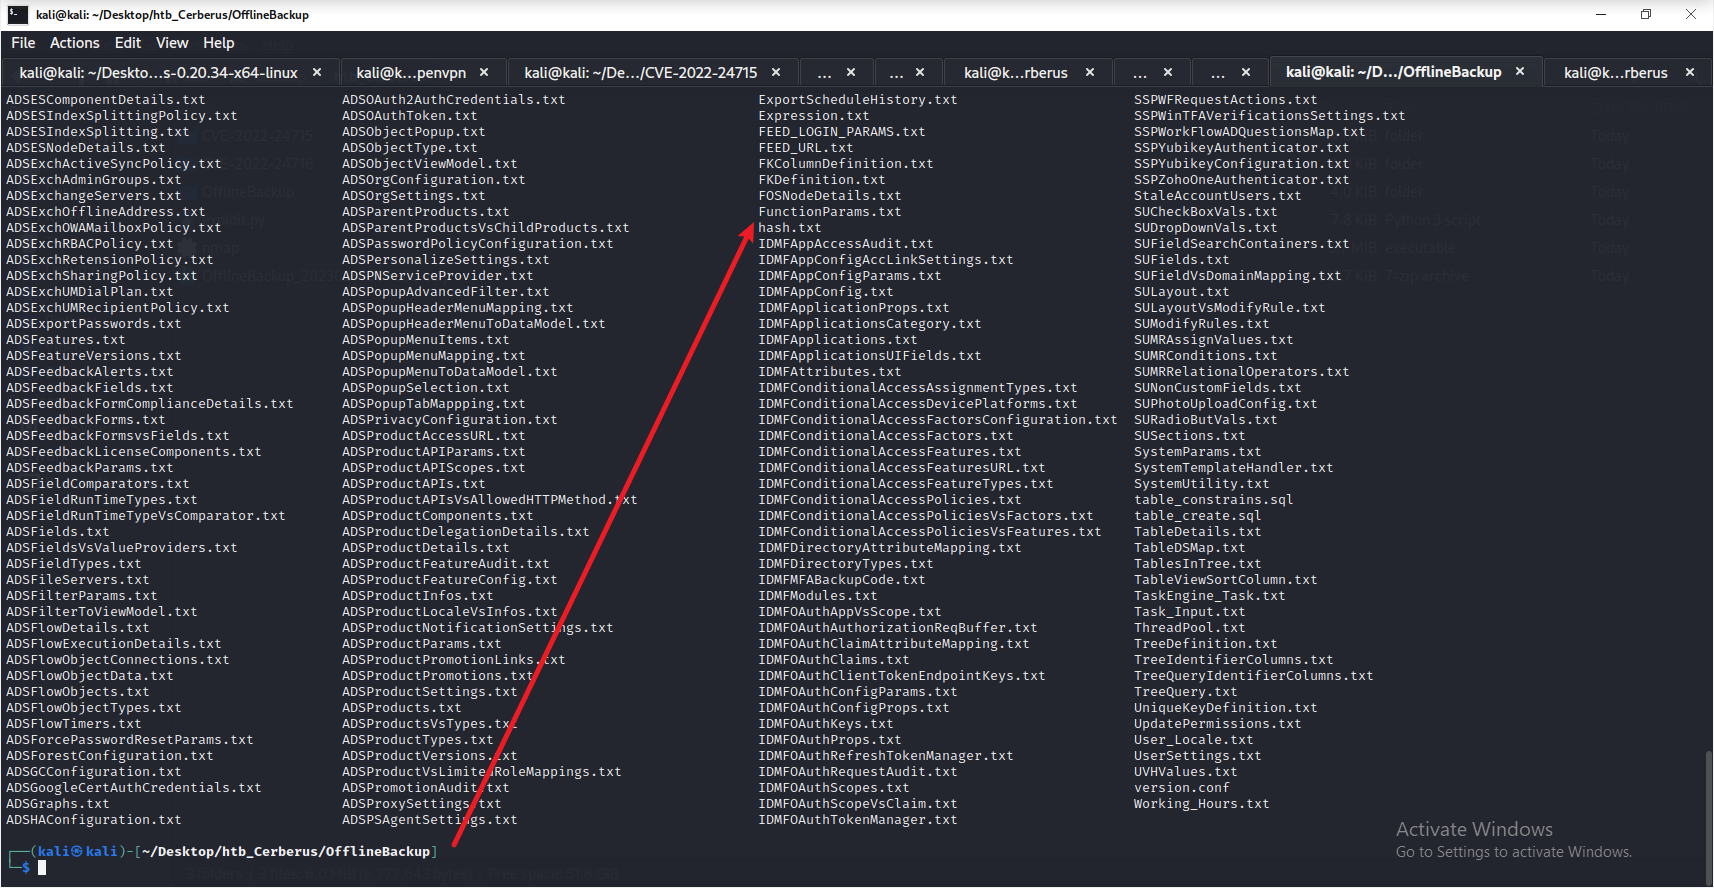 kali@kali: ~/Desktop/htb_Cerberus/OfflineBackup
File Actions Edit View Help
kali@kali: ~/Deskto...s-0.20.34-x64-linux × kali@k...penvpn × kali@kali: ~/De.../CVE-2022-24715 × ... × ... × kali@k...rberus × ... × ... × kali@kali: ~/D.../OfflineBackup × kali@k...rberus ×
ADSESComponentDetails.txt ADSOAuth2AuthCredentials.txt ExportScheduleHistory.txt SSPWFRequestActions.txt
ADSESIndexSplittingPolicy.txt ADSOAuthToken.txt Expression.txt SSPWinTFAVerificationsSettings.txt
ADSESIndexSplitting.txt ADSObjectPopup.txt FEED_LOGIN_PARAMS.txt SSPWorkFlowADQuestionsMap.txt
ADSESNodeDetails.txt ADSObjectType.txt FEED_URL.txt SSPYubikeyAuthenticator.txt
ADSExchActiveSyncPolicy.txt ADSObjectViewModel.txt FKColumnDefinition.txt SSPYubikeyConfiguration.txt
ADSExchAdminGroups.txt ADSOrgConfiguration.txt FKDefinition.txt SSPZohoOneAuthenticator.txt
ADSExchangeServers.txt ADSOrgSettings.txt FOSNodeDetails.txt StaleAccountUsers.txt
ADSExchOfflineAddress.txt ADSParentProducts.txt FunctionParams.txt SUCheckBoxVals.txt
ADSExchOWAMailboxPolicy.txt ADSParentProductsVsChildProducts.txt hash.txt SUDropDownVals.txt
ADSExchRBACPolicy.txt ADSPasswordPolicyConfiguration.txt IDMFAppAccessAudit.txt SUFieldSearchContainers.txt
ADSExchRetensionPolicy.txt ADSPersonalizeSettings.txt IDMFAppConfigAccLinkSettings.txt SUFields.txt
ADSExchSharingPolicy.txt ADSPNServiceProvider.txt IDMFAppConfigParams.txt SUFieldVsDomainMapping.txt
ADSExchUMDialPlan.txt ADSPopupAdvancedFilter.txt IDMFAppConfig.txt SULayout.txt
ADSExchUMRecipientPolicy.txt ADSPopupHeaderMenuMapping.txt IDMFApplicationProps.txt SULayoutVsModifyRule.txt
ADSExportPasswords.txt ADSPopupHeaderMenuToDataModel.txt IDMFApplicationsCategory.txt SUModifyRules.txt
ADSFeatures.txt ADSPopupMenuItems.txt IDMFApplications.txt SUMRAssignValues.txt
ADSFeatureVersions.txt ADSPopupMenuMapping.txt IDMFApplicationsUIFields.txt SUMRConditions.txt
ADSFeedbackAlerts.txt ADSPopupMenuToDataModel.txt IDMFAttributes.txt SUMRRelationalOperators.txt
ADSFeedbackFields.txt ADSPopupSelection.txt IDMFConditionalAccessAssignmentTypes.txt SUNonCustomFields.txt
ADSFeedbackFormComplianceDetails.txt ADSPopupTabMappping.txt IDMFConditionalAccessDevicePlatforms.txt SUPhotoUploadConfig.txt
ADSFeedbackForms.txt ADSPrivacyConfiguration.txt IDMFConditionalAccessFactorsConfiguration.txt SURadioButVals.txt
ADSFeedbackFormsvsFields.txt ADSProductAccessURL.txt IDMFConditionalAccessFactors.txt SUSections.txt
ADSFeedbackLicenseComponents.txt ADSProductAPIParams.txt IDMFConditionalAccessFeatures.txt SystemParams.txt
ADSFeedbackParams.txt ADSProductAPIScopes.txt IDMFConditionalAccessFeaturesURL.txt SystemTemplateHandler.txt
ADSFieldComparators.txt ADSProductAPIs.txt IDMFConditionalAccessFeatureTypes.txt SystemUtility.txt
ADSFieldRunTimeTypes.txt ADSProductAPIsVsAllowedHTTPMethod.txt IDMFConditionalAccessPolicies.txt table_constrains.sql
ADSFieldRunTimeTypeVsComparator.txt ADSProductComponents.txt IDMFConditionalAccessPoliciesVsFactors.txt table_create.sql
ADSFields.txt ADSProductDelegationDetails.txt IDMFConditionalAccessPoliciesVsFeatures.txt TableDetails.txt
ADSFieldsVsValueProviders.txt ADSProductDetails.txt IDMFDirectoryAttributeMapping.txt TableDSMap.txt
ADSFieldTypes.txt ADSProductFeatureAudit.txt IDMFDirectoryTypes.txt TablesInTree.txt
ADSFileServers.txt ADSProductFeatureConfig.txt IDMFMFABackupCode.txt TableViewSortColumn.txt
ADSFilterParams.txt ADSProductInfos.txt IDMFModules.txt TaskEngine_Task.txt
ADSFilterToViewModel.txt ADSProductLocaleVsInfos.txt IDMFOAuthAppVsScope.txt Task_Input.txt
ADSFlowDetails.txt ADSProductNotificationSettings.txt IDMFOAuthAuthorizationReqBuffer.txt ThreadPool.txt
ADSFlowExecutionDetails.txt ADSProductParams.txt IDMFOAuthClaimAttributeMapping.txt TreeDefinition.txt
ADSFlowObjectConnections.txt ADSProductPromotionLinks.txt IDMFOAuthClaims.txt TreeIdentifierColumns.txt
ADSFlowObjectData.txt ADSProductPromotions.txt IDMFOAuthClientTokenEndpointKeys.txt TreeQueryIdentifierColumns.txt
ADSFlowObjects.txt ADSProductSettings.txt IDMFOAuthConfigParams.txt TreeQuery.txt
ADSFlowObjectTypes.txt ADSProducts.txt IDMFOAuthConfigProps.txt UniqueKeyDefinition.txt
ADSFlowTimers.txt ADSProductsVsTypes.txt IDMFOAuthKeys.txt UpdatePermissions.txt
ADSForcePasswordResetParams.txt ADSProductTypes.txt IDMFOAuthProps.txt User_Locale.txt
ADSForestConfiguration.txt ADSProductVersions.txt IDMFOAuthRefreshTokenManager.txt UserSettings.txt
ADSGCConfiguration.txt ADSProductVsLimitedRoleMappings.txt IDMFOAuthRequestAudit.txt UVHValues.txt
ADSGoogleCertAuthCredentials.txt ADSPromotionAudit.txt IDMFOAuthScopes.txt version.conf
ADSGraphs.txt ADSProxySettings.txt IDMFOAuthScopeVsClaim.txt Working_Hours.txt
ADSHAConfiguration.txt ADSPSAgentSettings.txt IDMFOAuthTokenManager.txt
Activate Windows
Go to Settings to activate Windows.
┌──(kali㉿kali)-[~/Desktop/htb_Cerberus/OfflineBackup]
└─$